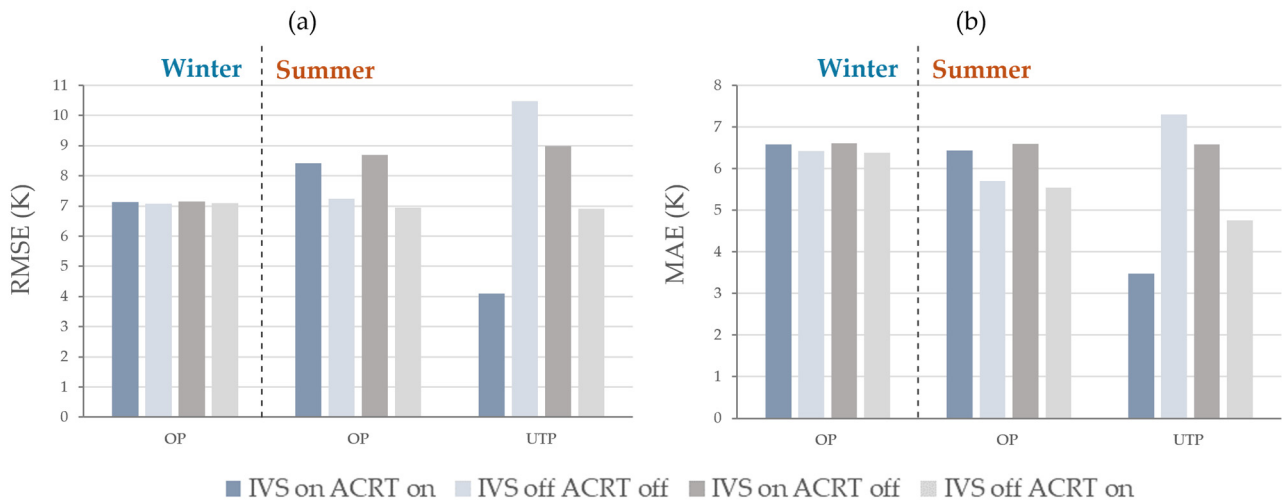 (a)
Winter
Summer
11
10
9
8
7
6
5
4
3
2
1
0
RMSE (K)
OP
OP
UTP
(b)
Winter
Summer
8
7
6
5
4
3
2
1
0
MAE (K)
OP
OP
UTP
IVS on ACRT on
IVS off ACRT off
IVS on ACRT off
IVS off ACRT on